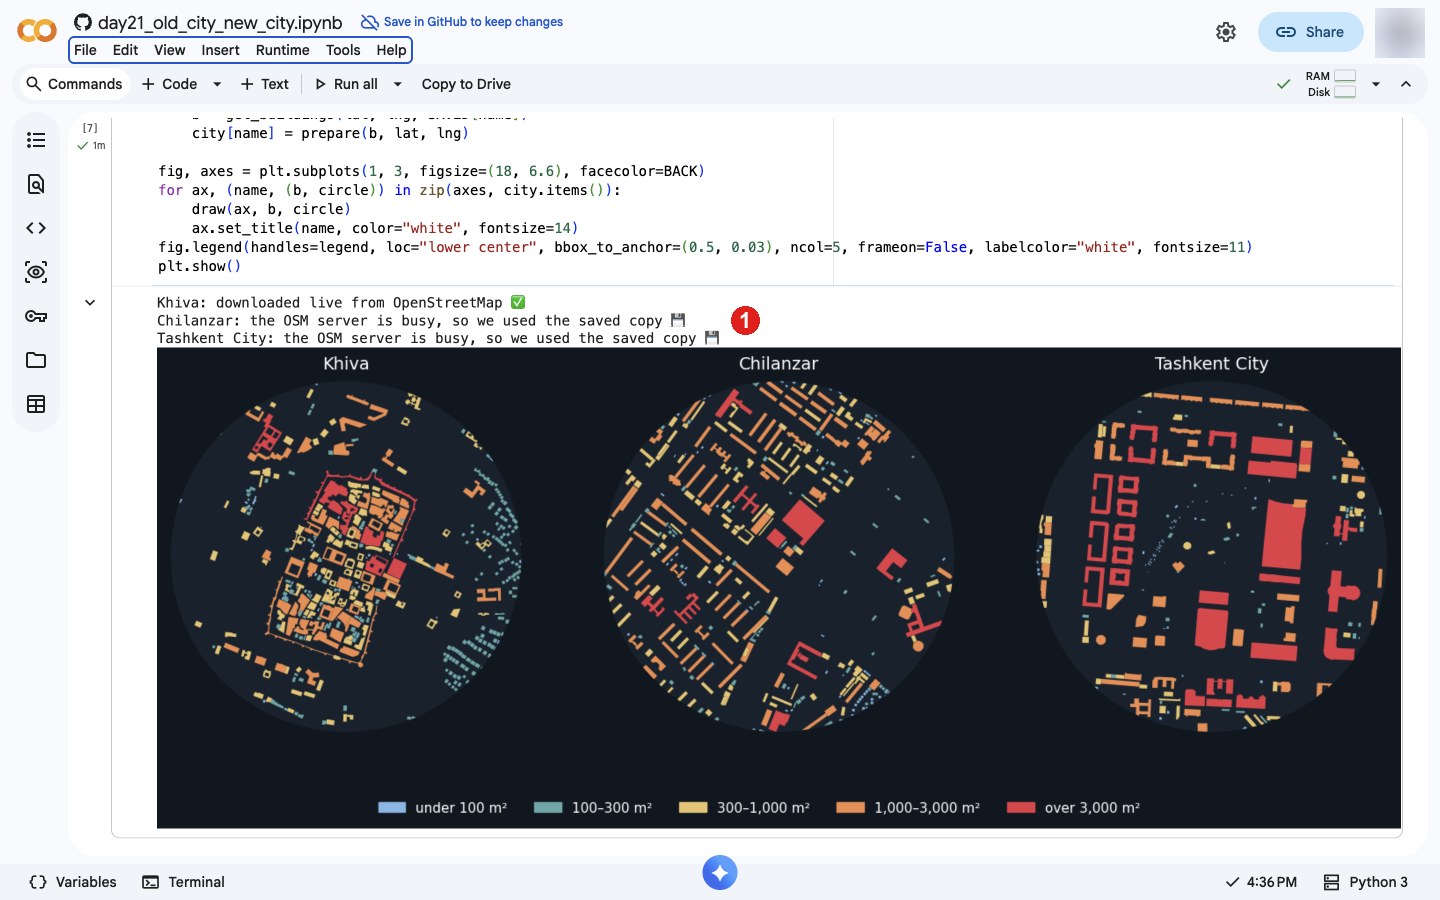 day21_old_city_new_city.ipynb
Save in GitHub to keep changes
Share
File Edit View Insert Runtime Tools Help
Commands
+ Code
+ Text
Run all
Copy to Drive
RAM
Disk
[7]
1m
city[name] = prepare(b, lat, lng)
fig, axes = plt.subplots(1, 3, figsize=(18, 6.6), facecolor=BACK)
for ax, (name, (b, circle)) in zip(axes, city.items()):
draw(ax, b, circle)
ax.set_title(name, color="white", fontsize=14)
fig.legend(handles=legend, loc="lower center", bbox_to_anchor=(0.5, 0.03), ncol=5, frameon=False, labelcolor="white", fontsize=11)
plt.show()
Khiva: downloaded live from OpenStreetMap ✅
Chilanzar: the OSM server is busy, so we used the saved copy 💾
1
Tashkent City: the OSM server is busy, so we used the saved copy 💾
Khiva
Chilanzar
Tashkent City
under 100 m²
100–300 m²
300–1,000 m²
1,000–3,000 m²
over 3,000 m²
Variables
Terminal
4:36 PM
Python 3